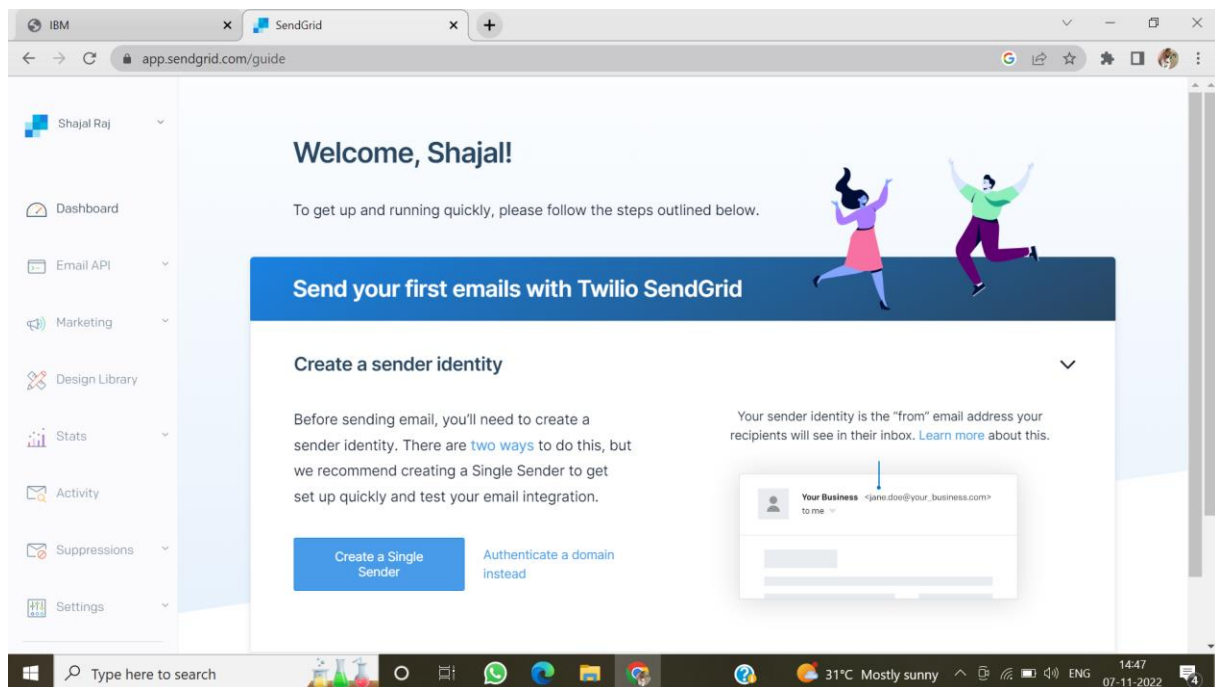 IBM
SendGrid
app.sendgrid.com/guide
Shajal Raj
Dashboard
Email API
Marketing
Design Library
Stats
Activity
Suppressions
Settings
Welcome, Shajal!
To get up and running quickly, please follow the steps outlined below.
Send your first emails with Twilio SendGrid
Create a sender identity
Before sending email, you'll need to create a
sender identity. There are two ways to do this, but
we recommend creating a Single Sender to get
set up quickly and test your email integration.
Create a Single
Sender
Authenticate a domain
instead
Your sender identity is the "from" email address your
recipients will see in their inbox. Learn more about this.
Your Business <jane.doe@your_business.com>
to me
Type here to search
31°C Mostly sunny
ENG
14:47
07-11-2022
4